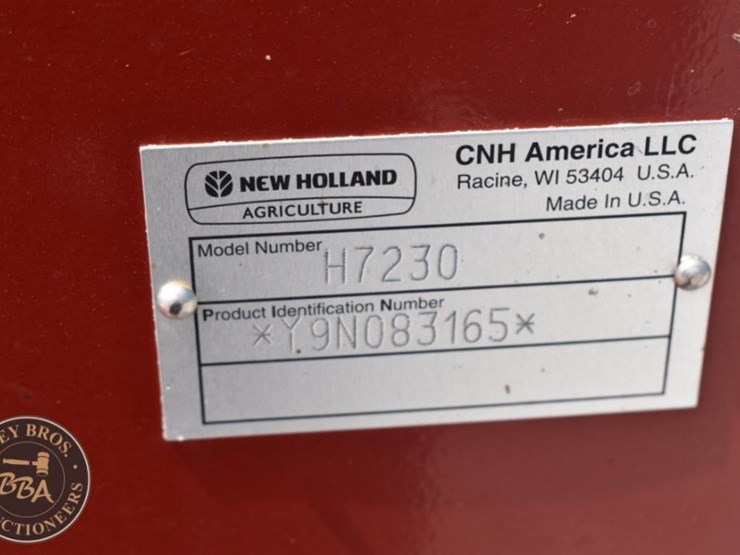 NEW HOLLAND
AGRICULTURE
CNH America LLC
Racine, WI 53404 U.S.A.
Made In U.S.A.
Model Number H7230
Product Identification Number
*Y9N083165*
EY BROS.
BBA
CTIONEERS